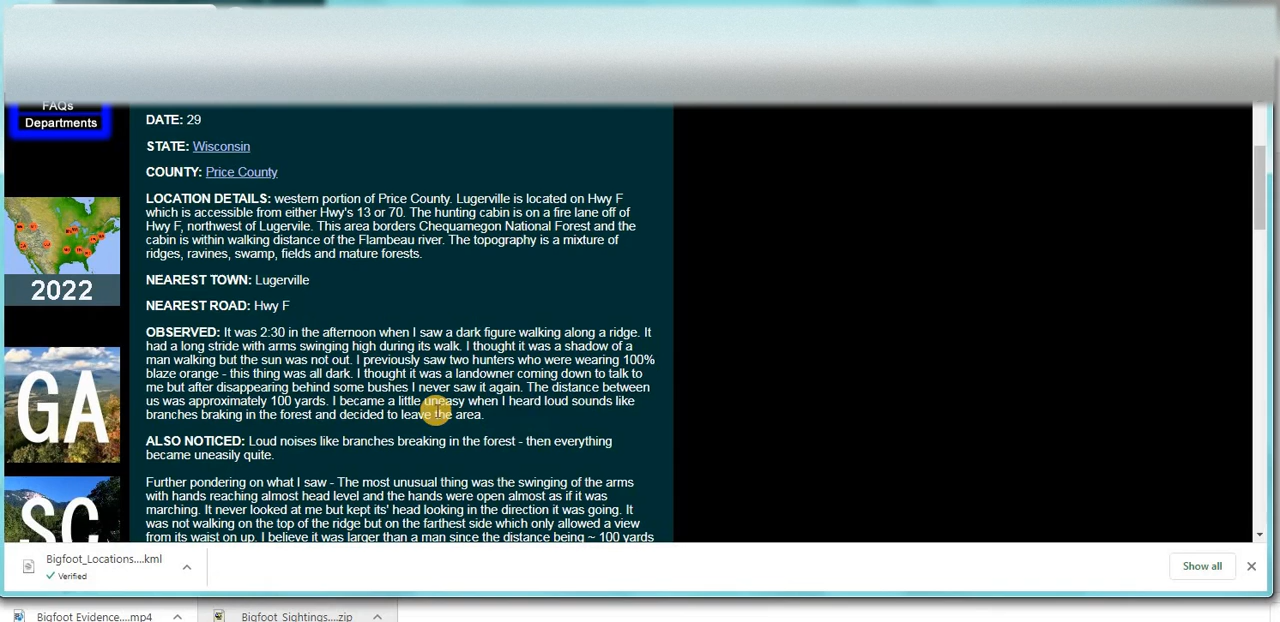 FAQs
Departments
2022
GA
SC
DATE: 29
STATE: Wisconsin
COUNTY: Price County
LOCATION DETAILS: western portion of Price County. Lugerville is located on Hwy F
which is accessible from either Hwy's 13 or 70. The hunting cabin is on a fire lane off of
Hwy F, northwest of Lugervile. This area borders Chequamegon National Forest and the
cabin is within walking distance of the Flambeau river. The topography is a mixture of
ridges, ravines, swamp, fields and mature forests.
NEAREST TOWN: Lugerville
NEAREST ROAD: Hwy F
OBSERVED: It was 2:30 in the afternoon when I saw a dark figure walking along a ridge. It
had a long stride with arms swinging high during its walk. I thought it was a shadow of a
man walking but the sun was not out. I previously saw two hunters who were wearing 100%
blaze orange - this thing was all dark. I thought it was a landowner coming down to talk to
me but after disappearing behind some bushes I never saw it again. The distance between
us was approximately 100 yards. I became a little uneasy when I heard loud sounds like
branches braking in the forest and decided to leave the area.
ALSO NOTICED: Loud noises like branches breaking in the forest - then everything
became uneasily quite.
Further pondering on what I saw - The most unusual thing was the swinging of the arms
with hands reaching almost head level and the hands were open almost as if it was
marching. It never looked at me but kept its' head looking in the direction it was going. It
was not walking on the top of the ridge but on the farthest side which only allowed a view
from its waist on up. I believe it was larger than a man since the distance being ~ 100 yards
Bigfoot_Locations....kml
Verified
Show all
Bigfoot Evidence....mp4
Bigfoot_Sightings....zip